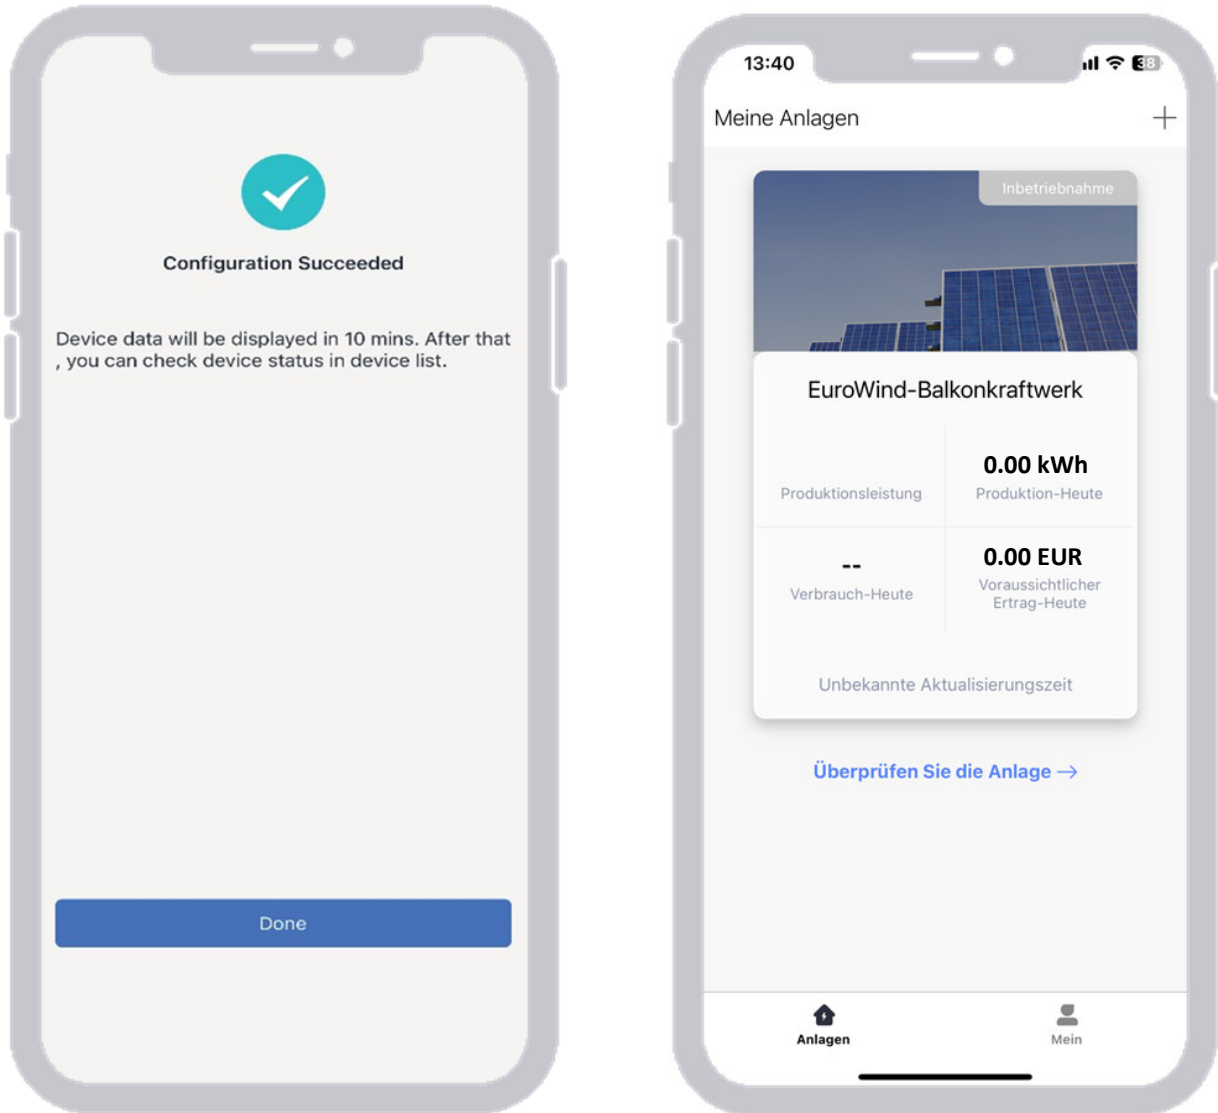 Configuration Succeeded
Device data will be displayed in 10 mins. After that
, you can check device status in device list.
Done
13:40
38
Meine Anlagen
Inbetriebnahme
EuroWind-Balkonkraftwerk
0.00 kWh
Produktionsleistung
Produktion-Heute
--
0.00 EUR
Verbrauch-Heute
Voraussichtlicher
Ertrag-Heute
Unbekannte Aktualisierungszeit
Überprüfen Sie die Anlage →
Anlagen
Mein